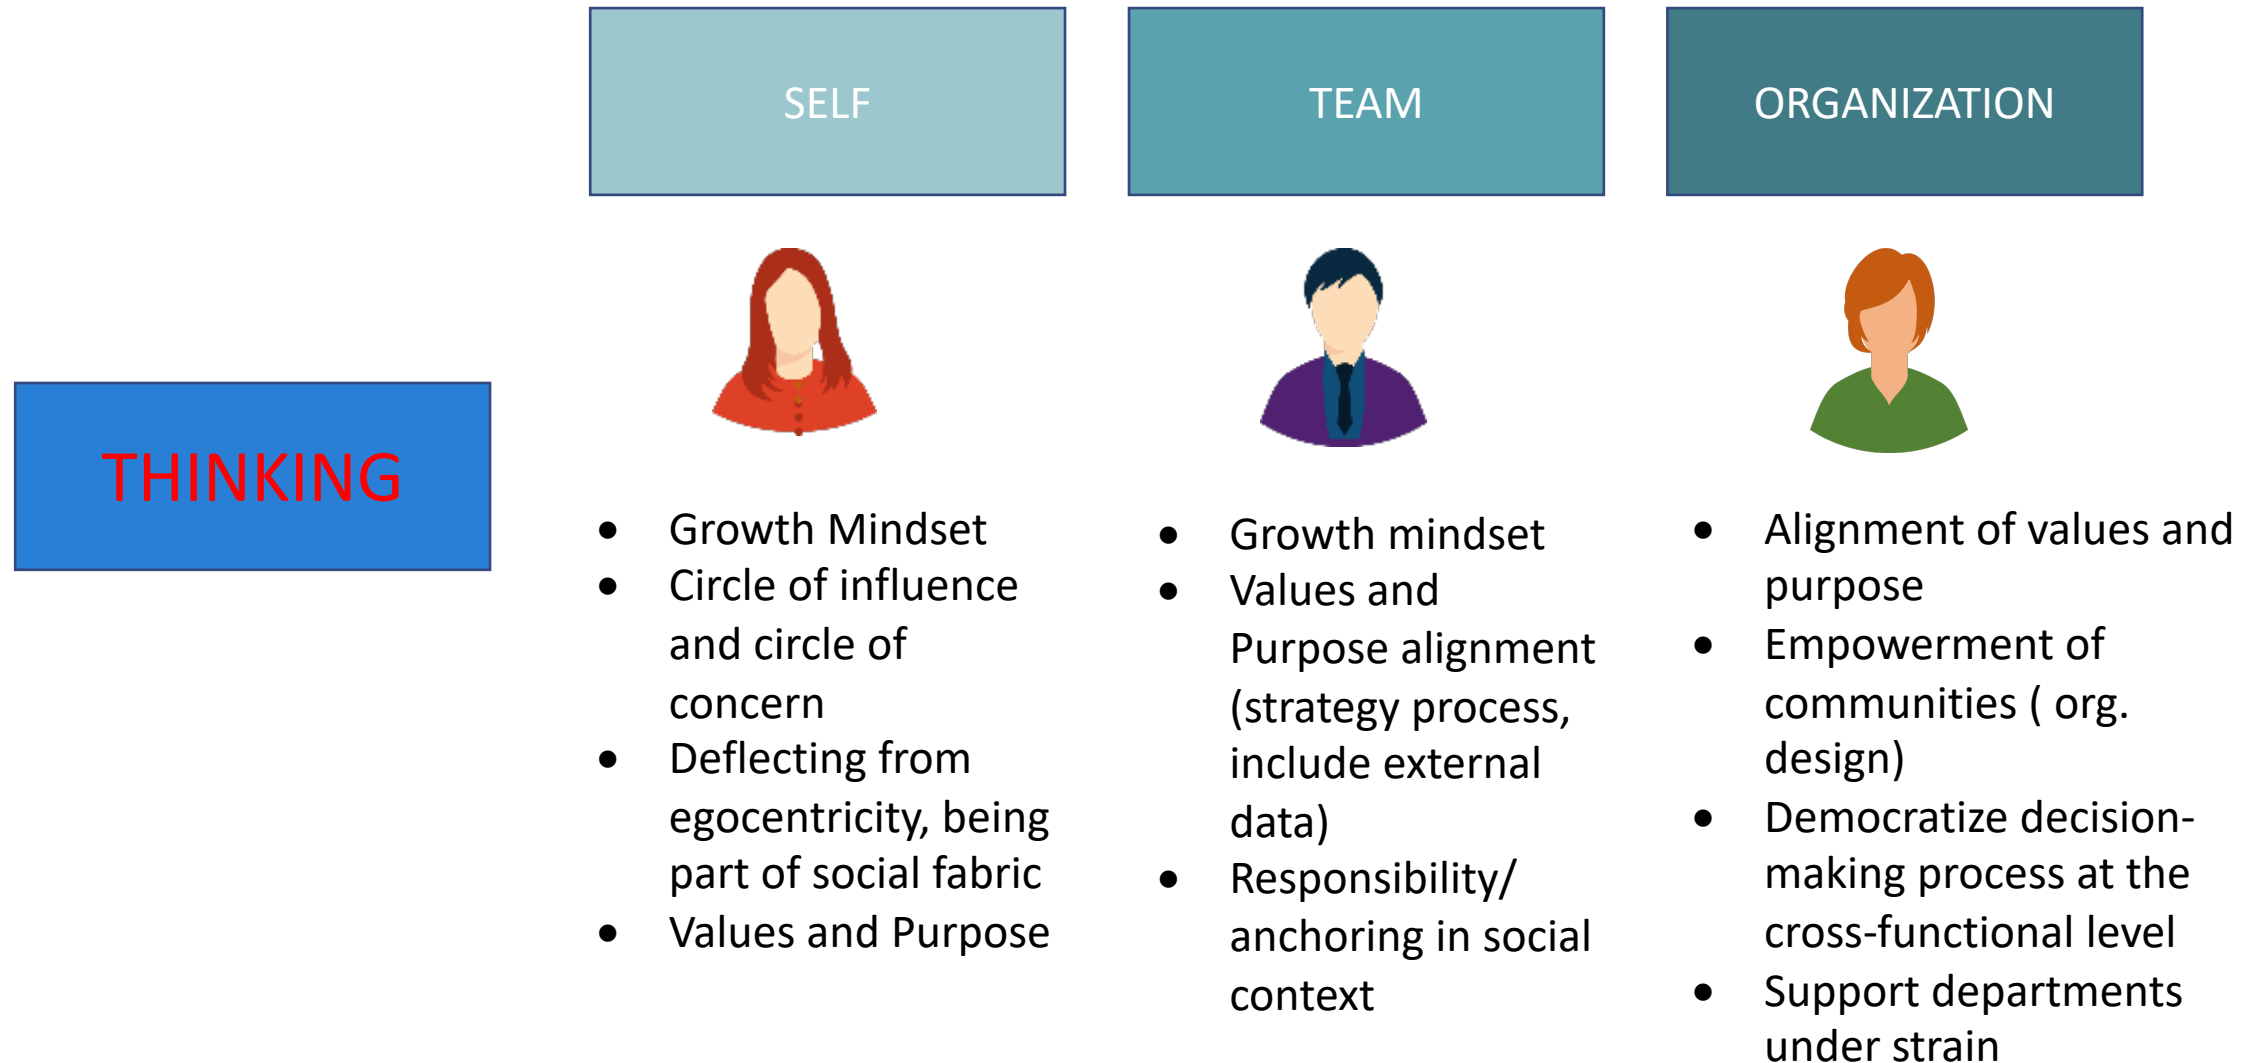 SELF
TEAM
ORGANIZATION
THINKING
• Growth Mindset
• Circle of influence
and circle of
concern
• Deflecting from
egocentricity, being
part of social fabric
• Values and Purpose
• Growth mindset
• Values and
Purpose alignment
(strategy process,
include external
data)
• Responsibility/
anchoring in social
context
• Alignment of values and
purpose
• Empowerment of
communities ( org.
design)
• Democratize decision-
making process at the
cross-functional level
• Support departments
under strain